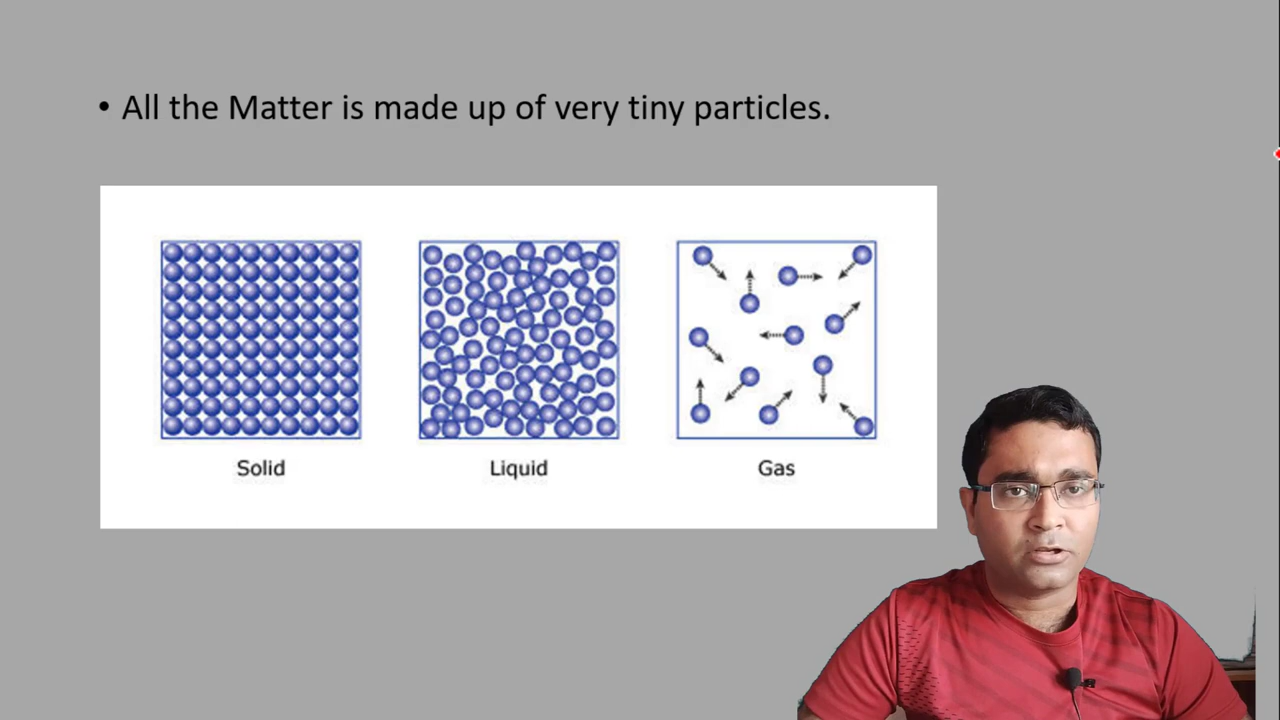 • All the Matter is made up of very tiny particles.
Solid Liquid Gas